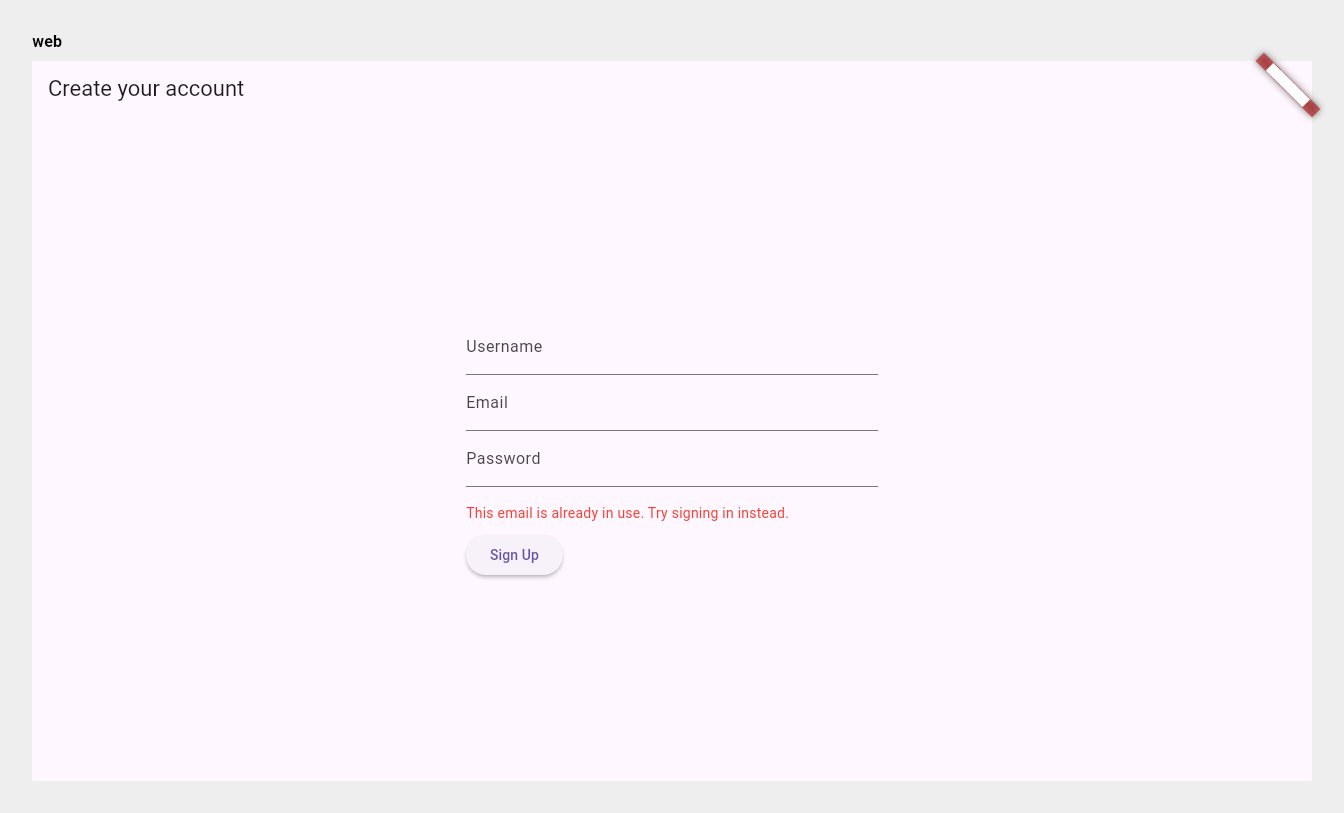 web
Create your account
Username
Email
Password
This email is already in use. Try signing in instead.
Sign Up